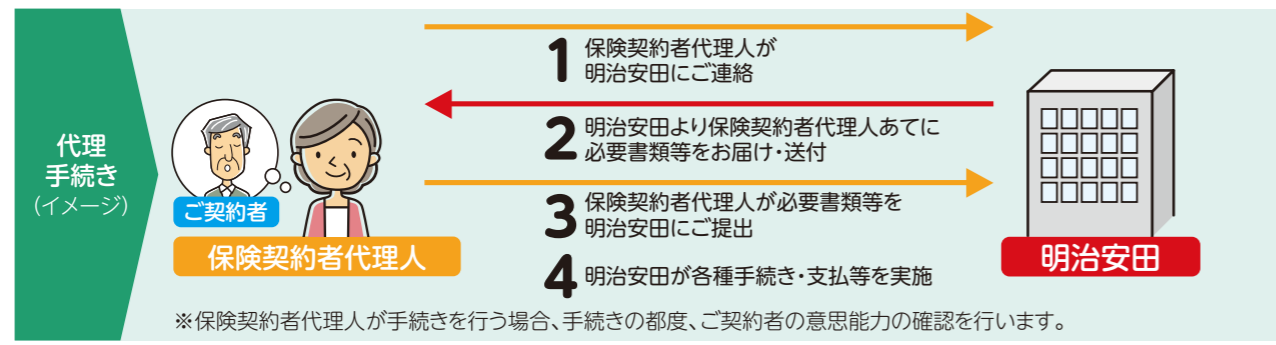 代理
手続き
(イメージ)
ご契約者
保険契約者代理人
1 保険契約者代理人が
明治安田にご連絡
2 明治安田より保険契約者代理人あてに
必要書類等をお届け・送付
3 保険契約者代理人が必要書類等を
明治安田にご提出
4 明治安田が各種手続き・支払等を実施
明治安田
※保険契約者代理人が手続きを行う場合、手続きの都度、ご契約者の意思能力の確認を行います。